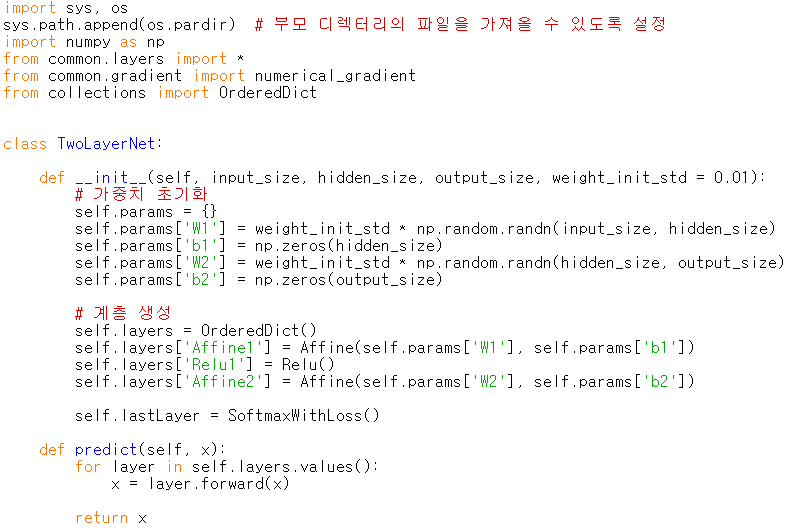 import sys, os
sys.path.append(os.pardir)  # 부모 디렉터리의 파일을 가져올 수 있도록 설정
import numpy as np
from common.layers import *
from common.gradient import numerical_gradient
from collections import OrderedDict


class TwoLayerNet:

    def __init__(self, input_size, hidden_size, output_size, weight_init_std = 0.01):
        # 가중치 초기화
        self.params = {}
        self.params['W1'] = weight_init_std * np.random.randn(input_size, hidden_size)
        self.params['b1'] = np.zeros(hidden_size)
        self.params['W2'] = weight_init_std * np.random.randn(hidden_size, output_size)
        self.params['b2'] = np.zeros(output_size)

        # 계층 생성
        self.layers = OrderedDict()
        self.layers['Affine1'] = Affine(self.params['W1'], self.params['b1'])
        self.layers['Relu1'] = Relu()
        self.layers['Affine2'] = Affine(self.params['W2'], self.params['b2'])

        self.lastLayer = SoftmaxWithLoss()

    def predict(self, x):
        for layer in self.layers.values():
            x = layer.forward(x)

        return x